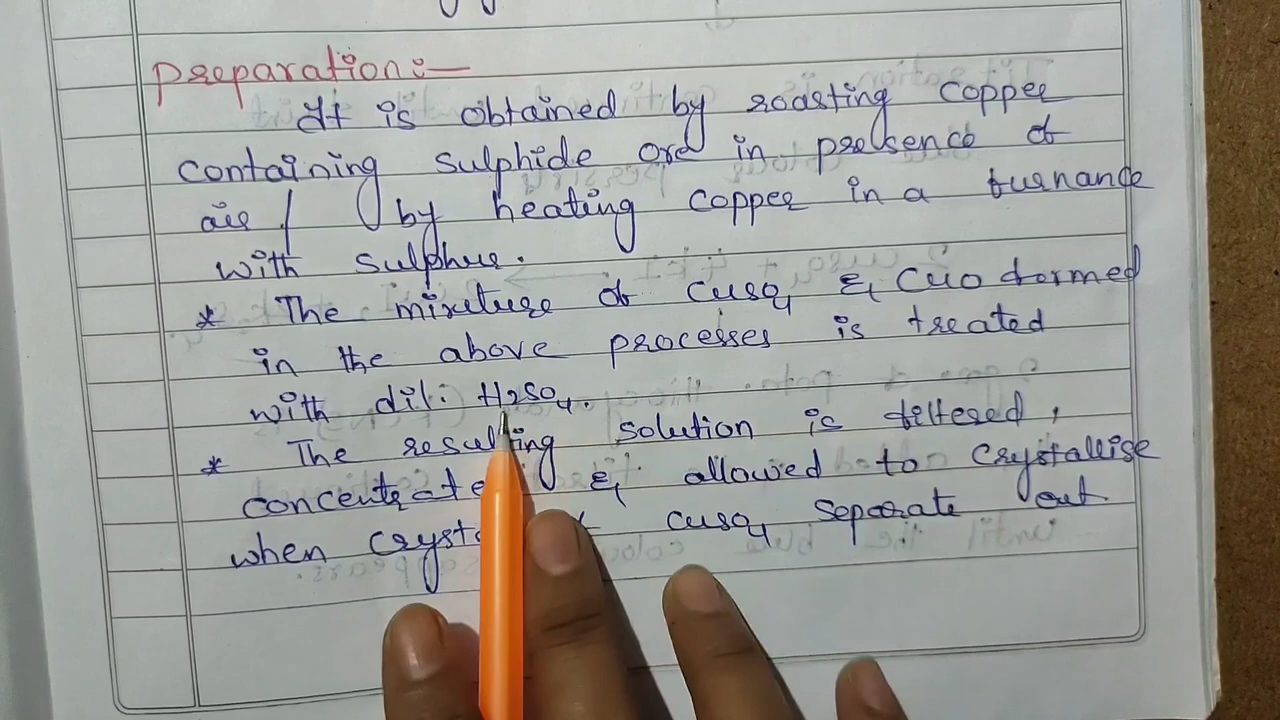 Preparation:-
It is obtained by roasting copper
containing sulphide ore in presence of
air / by heating copper in a furnance
with sulphur.
* The mixture of CuSO4 & CuO formed
in the above processes is treated
with dil. H2SO4.
* The resulting solution is filtered,
concentrate & allowed to crystallise
when CuSO4 separate out